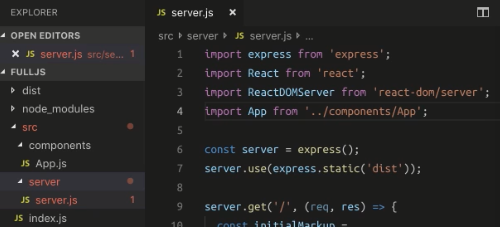 EXPLORER
OPEN EDITORS
server.js src/se... 1
FULLJS
dist
node_modules
src
components
JS App.js
server
JS server.js 1
JS index.js
JS server.js
src server JS server.js ...
1 import express from 'express';
2 import React from 'react';
3 import ReactDOMServer from 'react-dom/server';
4 import App from '../components/App';
5
6 const server = express();
7 server.use(express.static('dist'));
8
9 server.get('/', (req, res) => {
10 const initialMarkup =